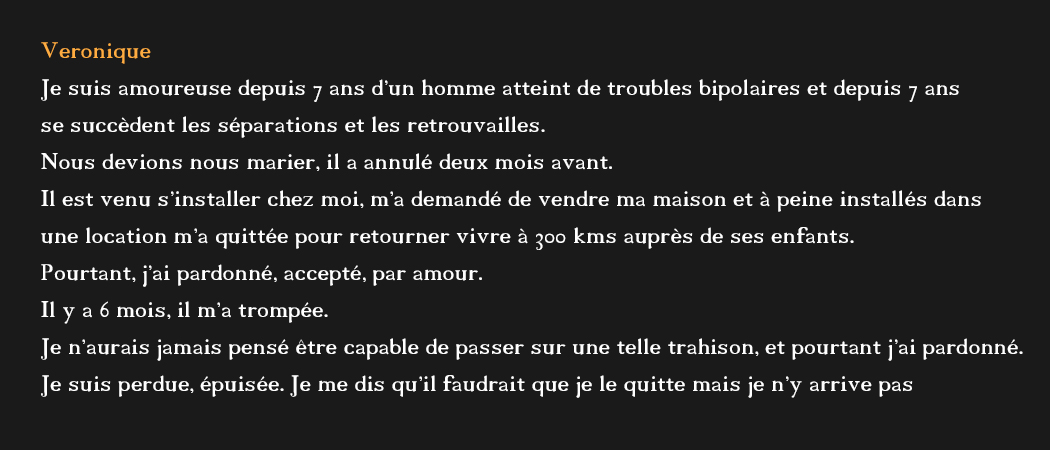 Veronique
Je suis amoureuse depuis 7 ans d’un homme atteint de troubles bipolaires et depuis 7 ans
se succèdent les séparations et les retrouvailles.
Nous devions nous marier, il a annulé deux mois avant.
Il est venu s’installer chez moi, m’a demandé de vendre ma maison et à peine installés dans
une location m’a quittée pour retourner vivre à 300 kms auprès de ses enfants.
Pourtant, j’ai pardonné, accepté, par amour.
Il y a 6 mois, il m’a trompée.
Je n’aurais jamais pensé être capable de passer sur une telle trahison, et pourtant j’ai pardonné.
Je suis perdue, épuisée. Je me dis qu’il faudrait que je le quitte mais je n’y arrive pas